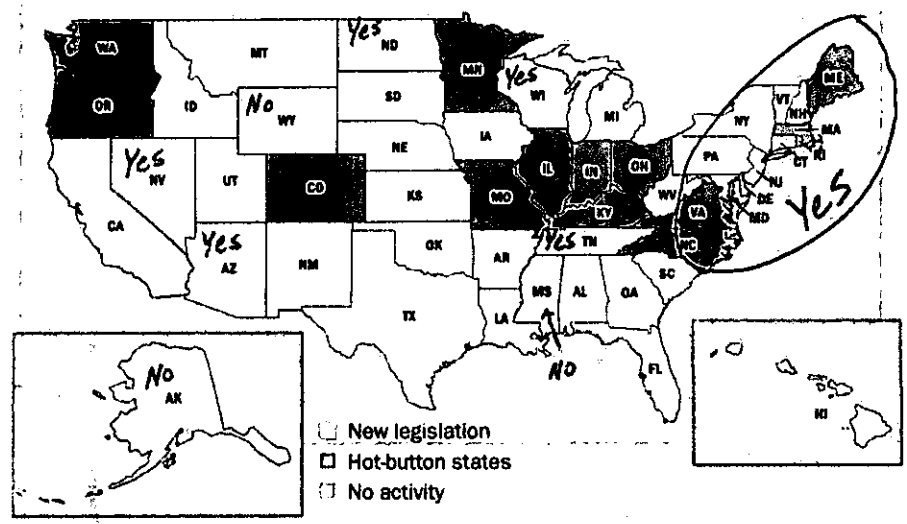 Yes
ND
WA
MT
MN
ME
Yes
WI
OR
ID
No
WY
SD
VT
NH
NY
MI
MA
IA
PA
CT
RI
Yes
NV
NE
NJ
UT
CO
IL
IN
OH
DE
MD
Yes
KS
MO
WV
VA
CA
KY
Yes
AZ
Yes
TN
NC
NM
OK
AR
SC
MS
AL
GA
TX
LA
No
FL
No
AK
HI
New legislation
Hot-button states
No activity